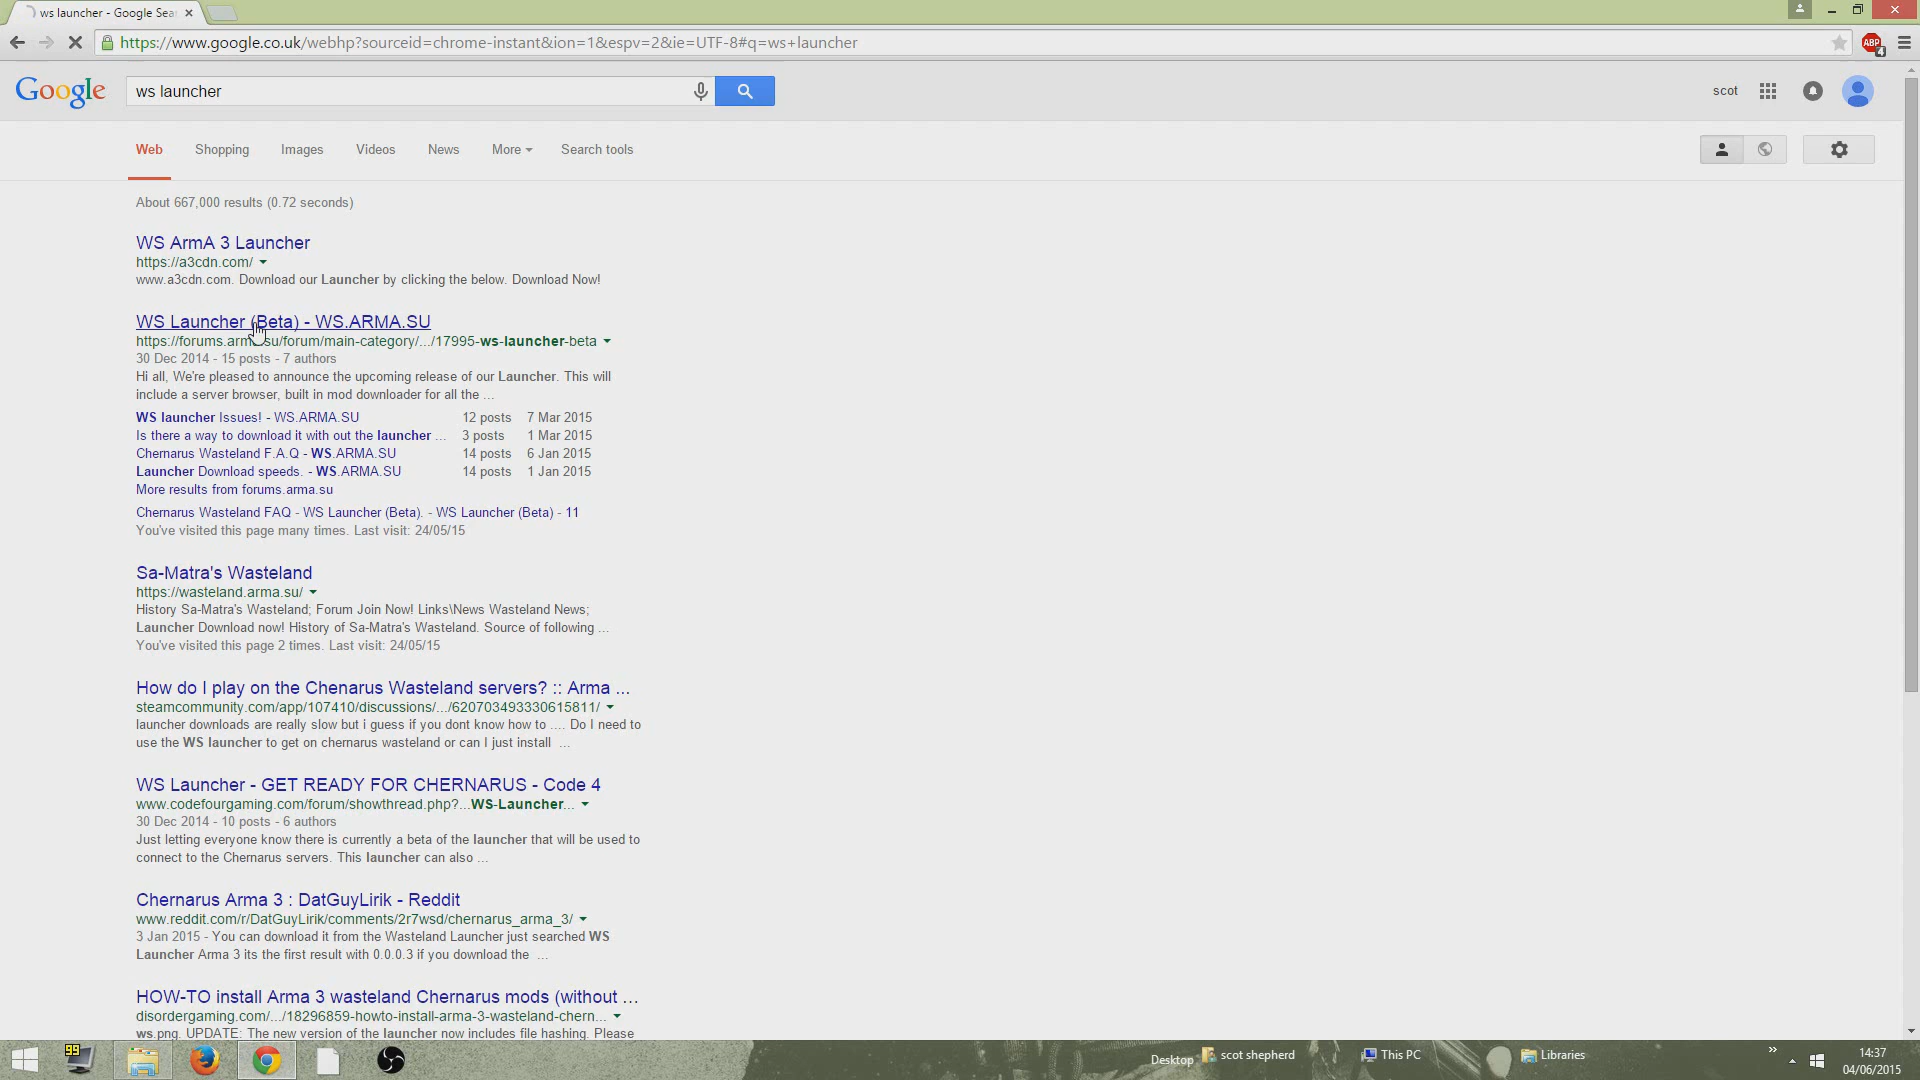 ws launcher - Google Sea
https://www.google.co.uk/webhp?sourceid=chrome-instant&ion=1&espv=2&ie=UTF-8#q=ws+launcher
ABP
4
Google
ws launcher
scot
Web Shopping Images Videos News More Search tools
About 667,000 results (0.72 seconds)
WS ArmA 3 Launcher
https://a3cdn.com/
www.a3cdn.com. Download our Launcher by clicking the below. Download Now!
WS Launcher (Beta) - WS.ARMA.SU
https://forums.arma.su/forum/main-category/.../17995-ws-launcher-beta
30 Dec 2014 - 15 posts - 7 authors
Hi all, We're pleased to announce the upcoming release of our Launcher. This will
include a server browser, built in mod downloader for all the ...
WS launcher Issues! - WS.ARMA.SU 12 posts 7 Mar 2015
Is there a way to download it with out the launcher ... 3 posts 1 Mar 2015
Chernarus Wasteland F.A.Q - WS.ARMA.SU 14 posts 6 Jan 2015
Launcher Download speeds. - WS.ARMA.SU 14 posts 1 Jan 2015
More results from forums.arma.su
Chernarus Wasteland FAQ - WS Launcher (Beta). - WS Launcher (Beta) - 11
You've visited this page many times. Last visit: 24/05/15
Sa-Matra's Wasteland
https://wasteland.arma.su/
History Sa-Matra's Wasteland; Forum Join Now! Links\News Wasteland News;
Launcher Download now! History of Sa-Matra's Wasteland. Source of following ...
You've visited this page 2 times. Last visit: 24/05/15
How do I play on the Chenarus Wasteland servers? :: Arma ...
steamcommunity.com/app/107410/discussions/.../620703493330615811/
launcher downloads are really slow but i guess if you dont know how to .... Do I need to
use the WS launcher to get on chernarus wasteland or can I just install ...
WS Launcher - GET READY FOR CHERNARUS - Code 4
www.codefourgaming.com/forum/showthread.php?...WS-Launcher...
30 Dec 2014 - 10 posts - 6 authors
Just letting everyone know there is currently a beta of the launcher that will be used to
connect to the Chernarus servers. This launcher can also ...
Chernarus Arma 3 : DatGuyLirik - Reddit
www.reddit.com/r/DatGuyLirik/comments/2r7wsd/chernarus_arma_3/
3 Jan 2015 - You can download it from the Wasteland Launcher just searched WS
Launcher Arma 3 its the first result with 0.0.0.3 if you download the ...
HOW-TO install Arma 3 wasteland Chernarus mods (without ...
disordergaming.com/.../18296859-howto-install-arma-3-wasteland-chern...
ws.png. UPDATE: The new version of the launcher now includes file hashing. Please
99
Desktop scot shepherd This PC Libraries
14:37
04/06/2015